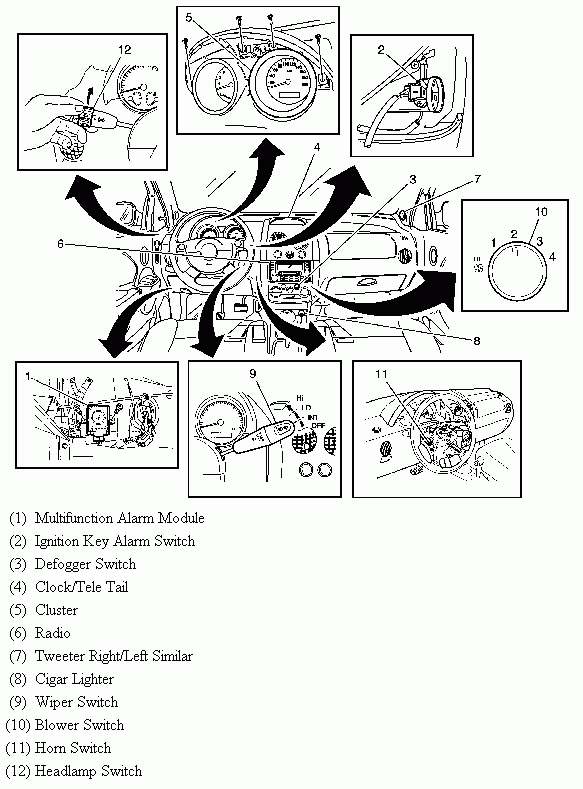 5
12
2
4
3
7
10
2
1
3
4
HI
6
8
1
9
Hi
LO
INT
OFF
11
(1) Multifunction Alarm Module
(2) Ignition Key Alarm Switch
(3) Defogger Switch
(4) Clock/Tele Tail
(5) Cluster
(6) Radio
(7) Tweeter Right/Left Similar
(8) Cigar Lighter
(9) Wiper Switch
(10) Blower Switch
(11) Horn Switch
(12) Headlamp Switch